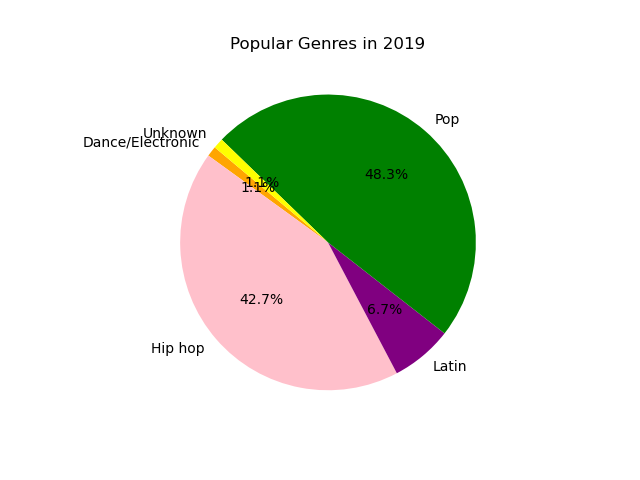 Popular Genres in 2019
Pop
Unknown
Dance/Electronic
48.3%
1.1%
1.1%
42.7%
6.7%
Hip hop
Latin